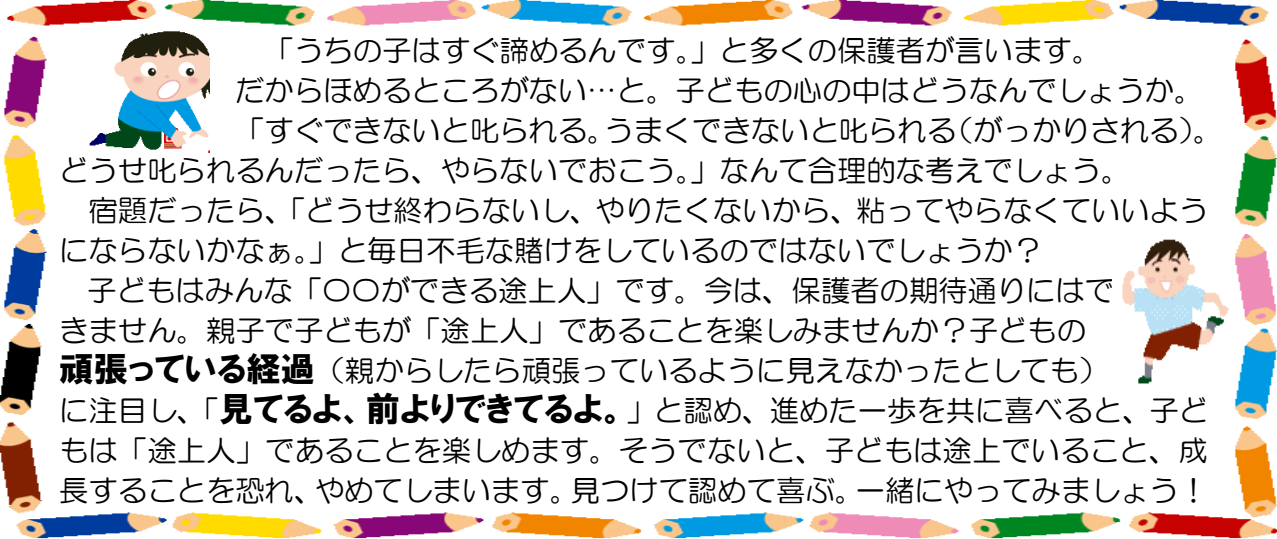 「うちの子はすぐ諦めるんです。」と多くの保護者が言います。
だからほめるところがない…と。子どもの心の中はどうなんでしょうか。
「すぐできないと叱られる。うまくできないと叱られる(がっかりされる)。
どうせ叱られるんだったら、やらないでおこう。」なんて合理的な考えでしょう。
宿題だったら、「どうせ終わらないし、やりたくないから、粘ってやらなくていいよう
にならないかなぁ。」と毎日不毛な賭けをしているのではないでしょうか?
子どもはみんな「〇〇ができる途上人」です。今は、保護者の期待通りにはで
きません。親子で子どもが「途上人」であることを楽しみませんか?子どもの
頑張っている経過(親からしたら頑張っているように見えなかったとしても)
に注目し、「見てるよ、前よりできてるよ。」と認め、進めた一歩を共に喜べると、子ど
もは「途上人」であることを楽しめます。そうでないと、子どもは途上でいること、成
長することを恐れ、やめてしまいます。見つけて認めて喜ぶ。一緒にやってみましょう!